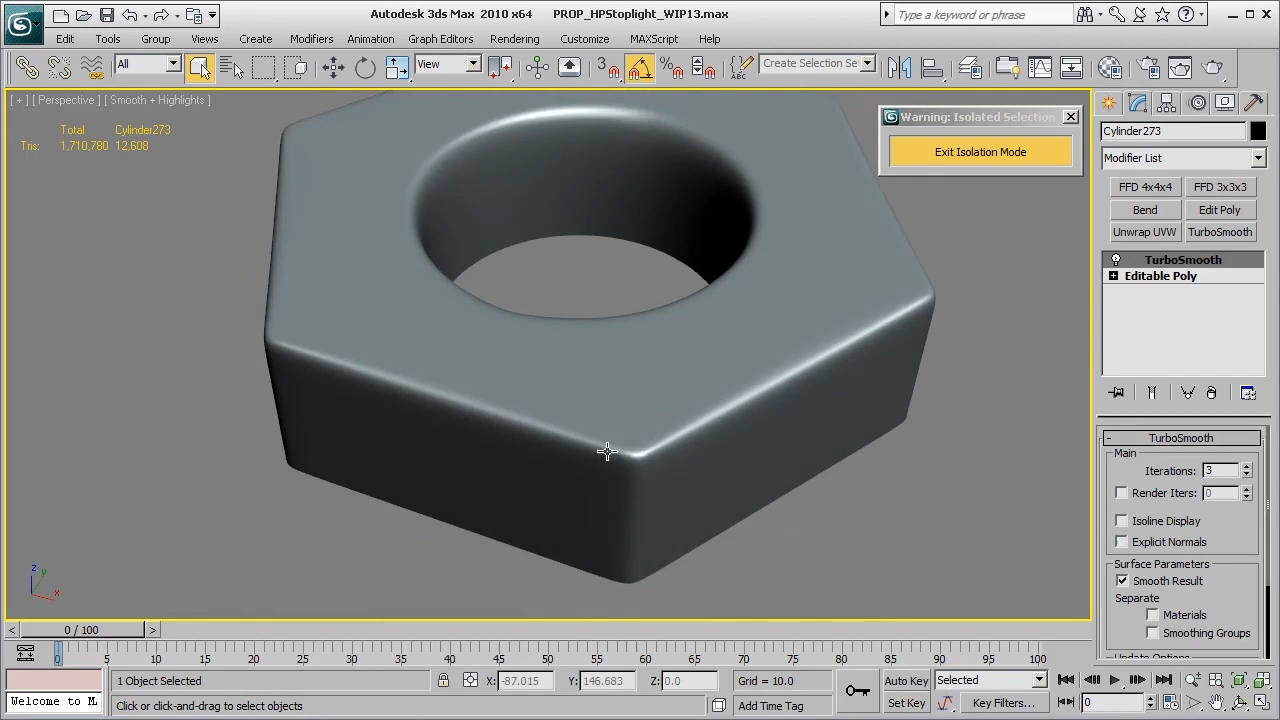 Autodesk 3ds Max 2010 x64 PROP_HPStoplight_WIP13.max
Type a keyword or phrase
Edit Tools Group Views Create Modifiers Animation Graph Editors Rendering Customize MAXScript Help
All View 3 % ABC Create Selection Se
[ + ] [ Perspective ] [ Smooth + Highlights ]
Total Cylinder273
Tris: 1,710,780 12,608
Warning: Isolated Selection
Exit Isolation Mode
Cylinder273
Modifier List
FFD 4x4x4 FFD 3x3x3
Bend Edit Poly
Unwrap UVW TurboSmooth
TurboSmooth
Editable Poly
TurboSmooth
Main
Iterations: 3
Render Iters: 0
Isoline Display
Explicit Normals
Surface Parameters
Smooth Result
Separate
Materials
Smoothing Groups
Update Options
z y x
< 0 / 100 >
0 5 10 15 20 25 30 35 40 45 50 55 60 65 70 75 80 85 90 95 100
1 Object Selected X: -87.015 Y: 146.683 Z: 0.0 Grid = 10.0 Auto Key Selected
Welcome to M Click or click-and-drag to select objects Add Time Tag Set Key Key Filters... 0